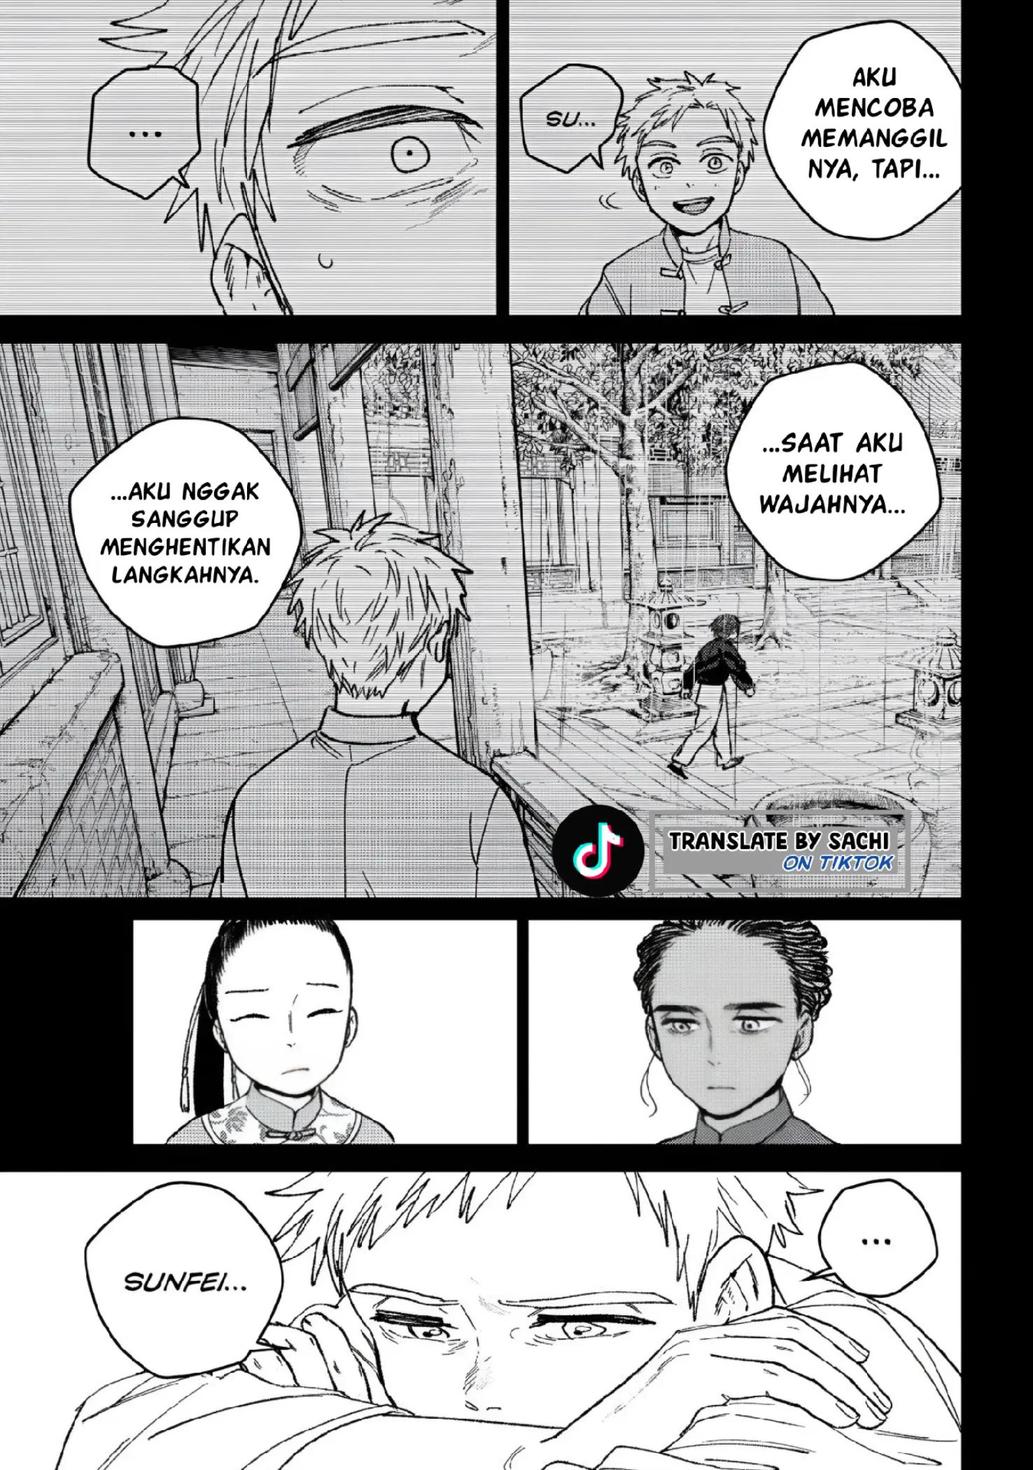 AKU
MENCOBA
MEMANGGIL
NYA, TAPI...
SU...
...
...SAAT AKU
MELIHAT
WAJAHNYA...
...AKU NGGAK
SANGGUP
MENGHENTIKAN
LANGKAHNYA.
TRANSLATE BY SACHI
ON TIKTOK
...
SUNFEI...